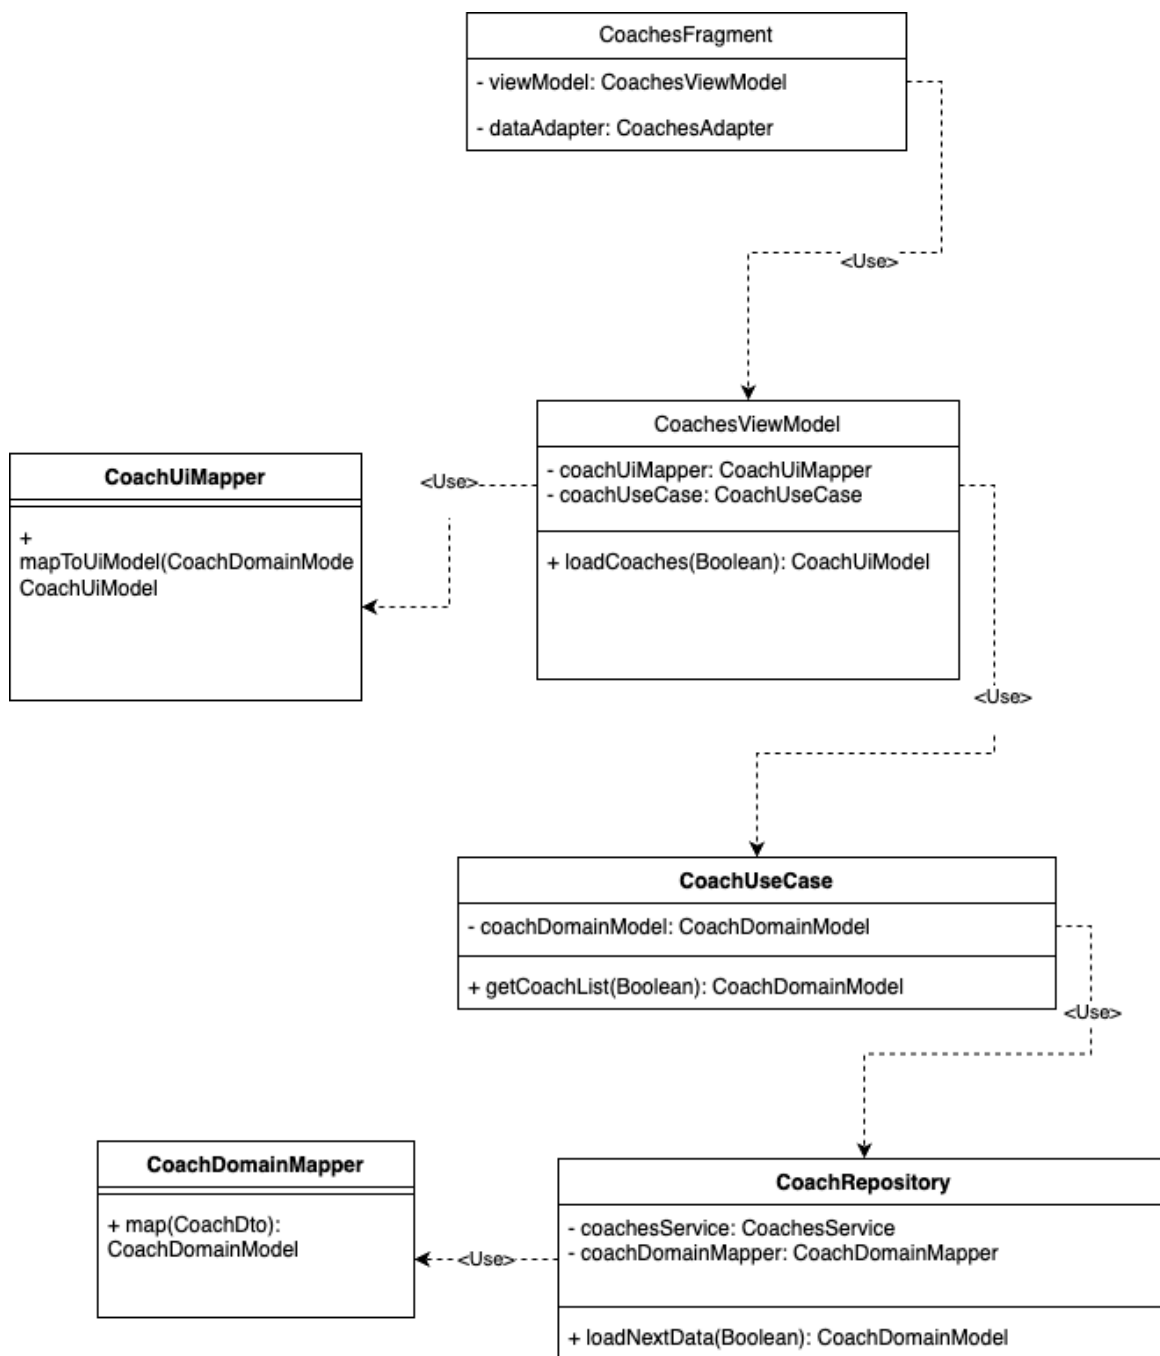 CoachesFragment
- viewModel: CoachesViewModel
- dataAdapter: CoachesAdapter
<Use>
CoachesViewModel
- coachUiMapper: CoachUiMapper
- coachUseCase: CoachUseCase
+ loadCoaches(Boolean): CoachUiModel
<Use>
CoachUiMapper
+
mapToUiModel(CoachDomainMode
CoachUiModel
<Use>
CoachUseCase
- coachDomainModel: CoachDomainModel
+ getCoachList(Boolean): CoachDomainModel
<Use>
CoachDomainMapper
+ map(CoachDto):
CoachDomainModel
<Use>
CoachRepository
- coachesService: CoachesService
- coachDomainMapper: CoachDomainMapper
+ loadNextData(Boolean): CoachDomainModel